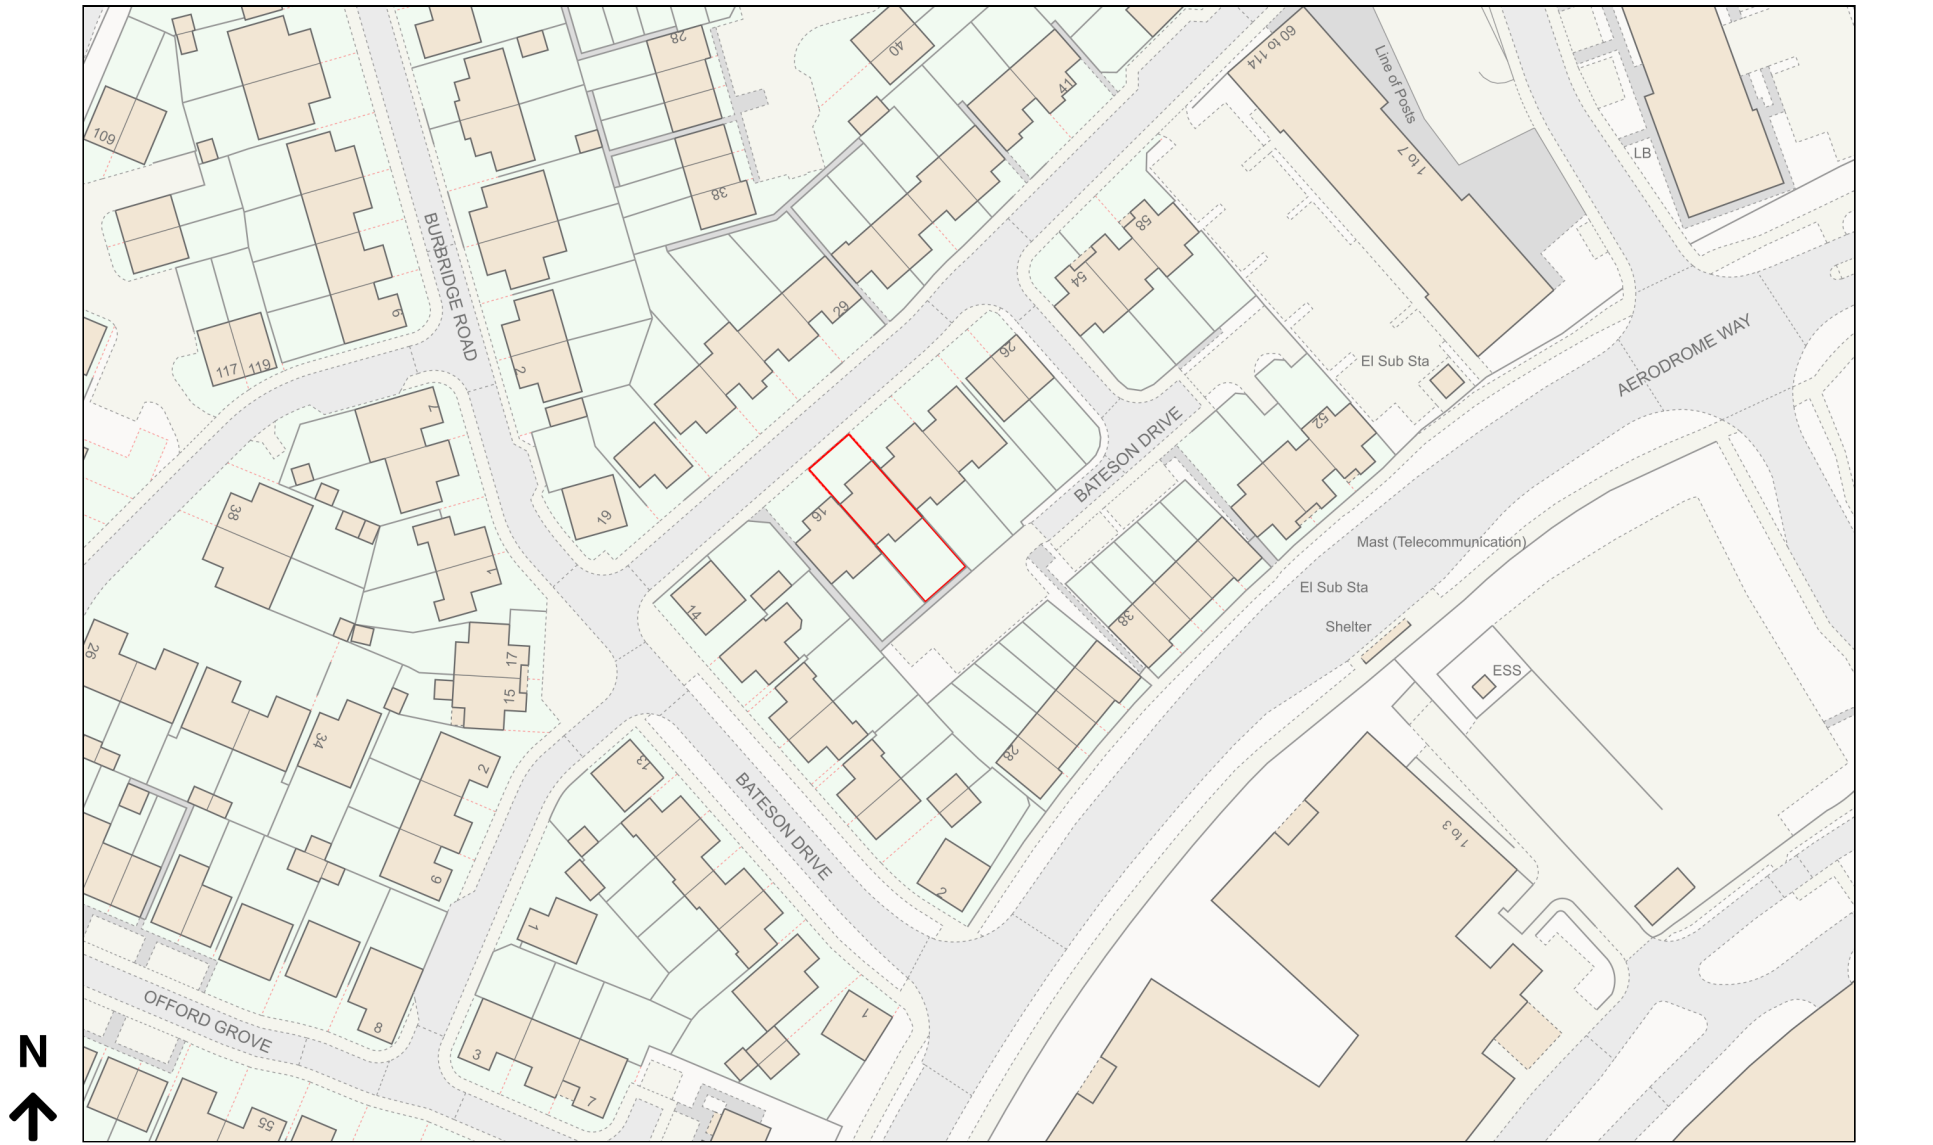 28
40
41
60 to 114
Line of Posts
109
1 to 7
LB
38
58
BURBRIDGE ROAD
54
29
6
117
119
2
26
El Sub Sta
AERODROME WAY
7
52
BATESON DRIVE
38
16
19
Mast (Telecommunication)
1
El Sub Sta
14
38
Shelter
26
17
15
ESS
34
28
2
13
BATESON DRIVE
1 to 3
9
2
1
OFFORD GROVE
8
1
N
3
7
55